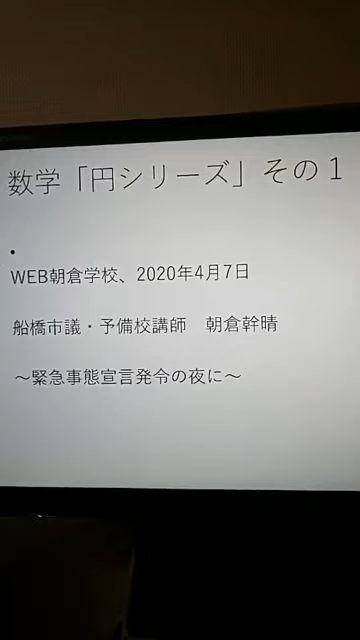 数学「円シリーズ」その１
•
WEB朝倉学校、2020年4月7日
船橋市議・予備校講師　朝倉幹晴
～緊急事態宣言発令の夜に～